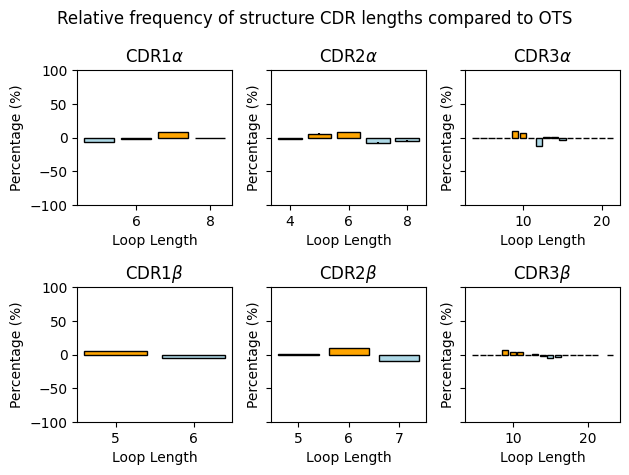 Relative frequency of structure CDR lengths compared to OTS
CDR1α CDR2α CDR3α
Percentage (%) Percentage (%) Percentage (%)
100
50
0
−50
−100
6 8 4 6 8 10 20
Loop Length Loop Length Loop Length
CDR1β CDR2β CDR3β
Percentage (%) Percentage (%) Percentage (%)
100
50
0
−50
−100
5 6 5 6 7 10 20
Loop Length Loop Length Loop Length